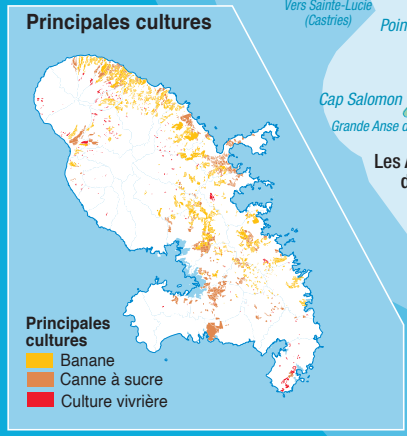 Principales cultures
Vers Sainte-Lucie
(Castries)
Poin
Cap Salomon
Grande Anse d
Les A
d
Principales
cultures
Banane
Canne à sucre
Culture vivrière